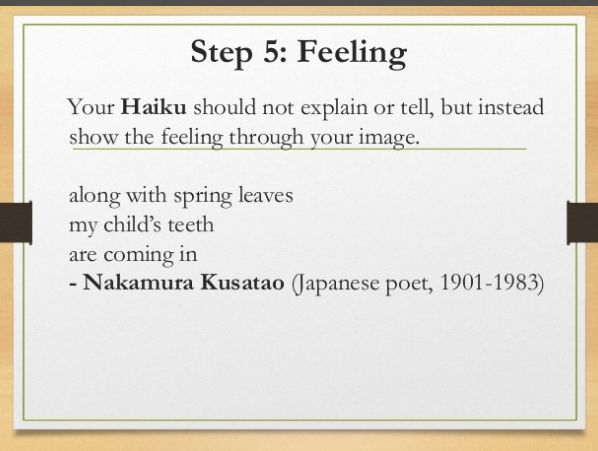 Step 5: Feeling
Your Haiku should not explain or tell, but instead
show the feeling through your image.
along with spring leaves
my child's teeth
are coming in
- Nakamura Kusatao (Japanese poet, 1901-1983)